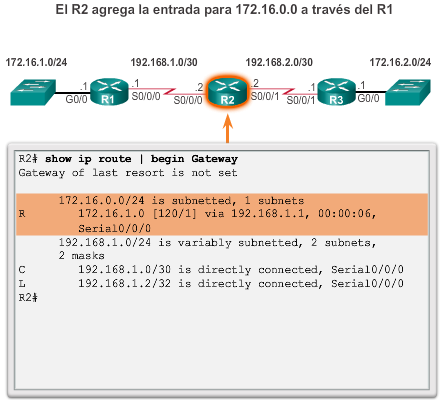 El R2 agrega la entrada para 172.16.0.0 a través del R1
172.16.1.0/24 192.168.1.0/30 192.168.2.0/30 172.16.2.0/24
.1 .1 .2 .2 .1 .1
R1 R2 R3
G0/0 S0/0/0 S0/0/0 S0/0/1 S0/0/1 G0/0
R2# show ip route | begin Gateway
Gateway of last resort is not set
172.16.0.0/24 is subnetted, 1 subnets
R 172.16.1.0 [120/1] via 192.168.1.1, 00:00:06,
Serial0/0/0
192.168.1.0/24 is variably subnetted, 2 subnets,
2 masks
C 192.168.1.0/30 is directly connected, Serial0/0/0
L 192.168.1.2/32 is directly connected, Serial0/0/0
R2#